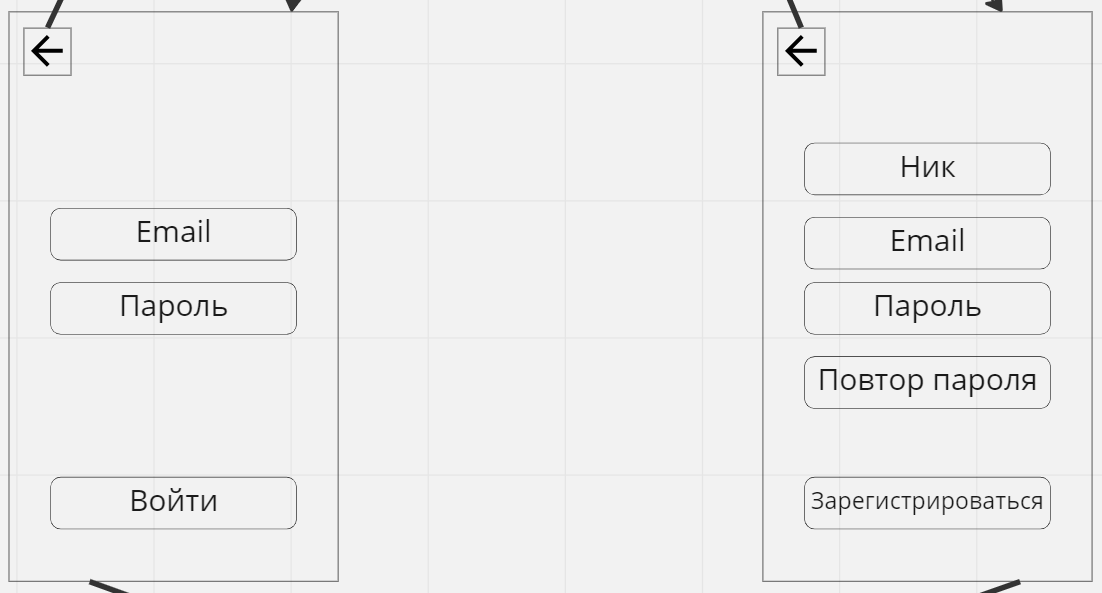 Email
Пароль
Войти
Ник
Email
Пароль
Повтор пароля
Зарегистрироваться